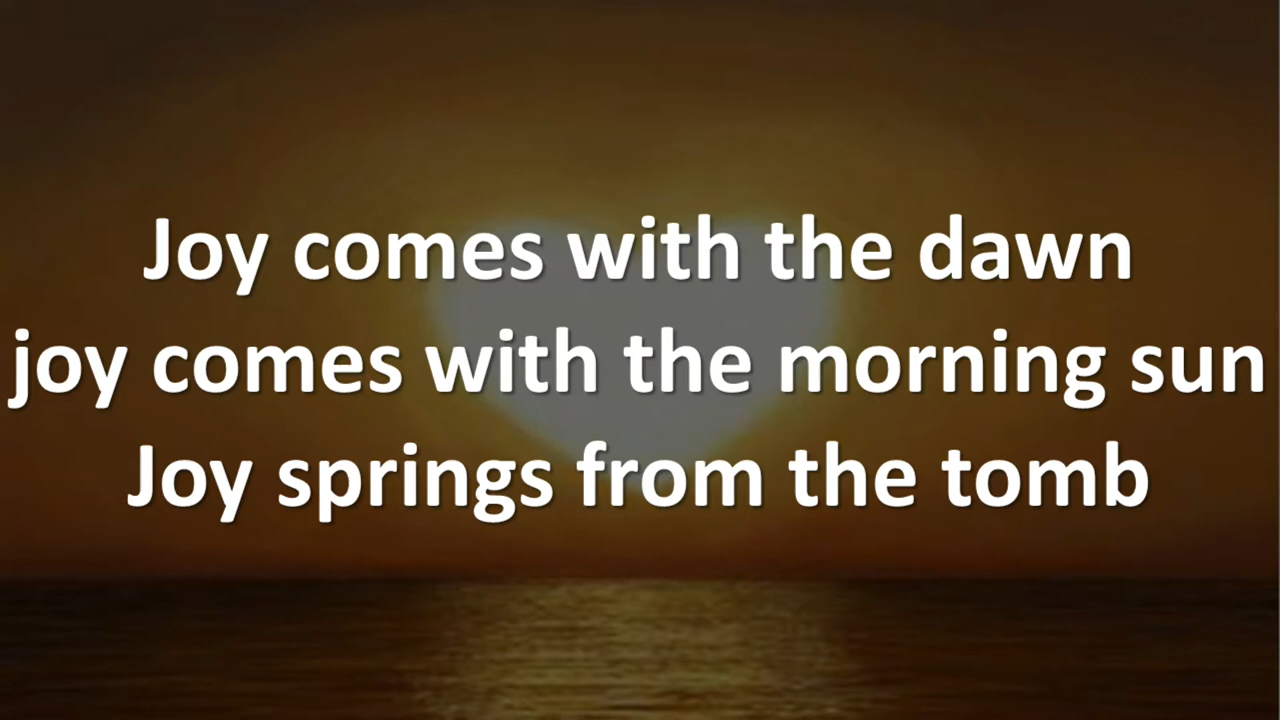 Joy comes with the dawn
joy comes with the morning sun
Joy springs from the tomb